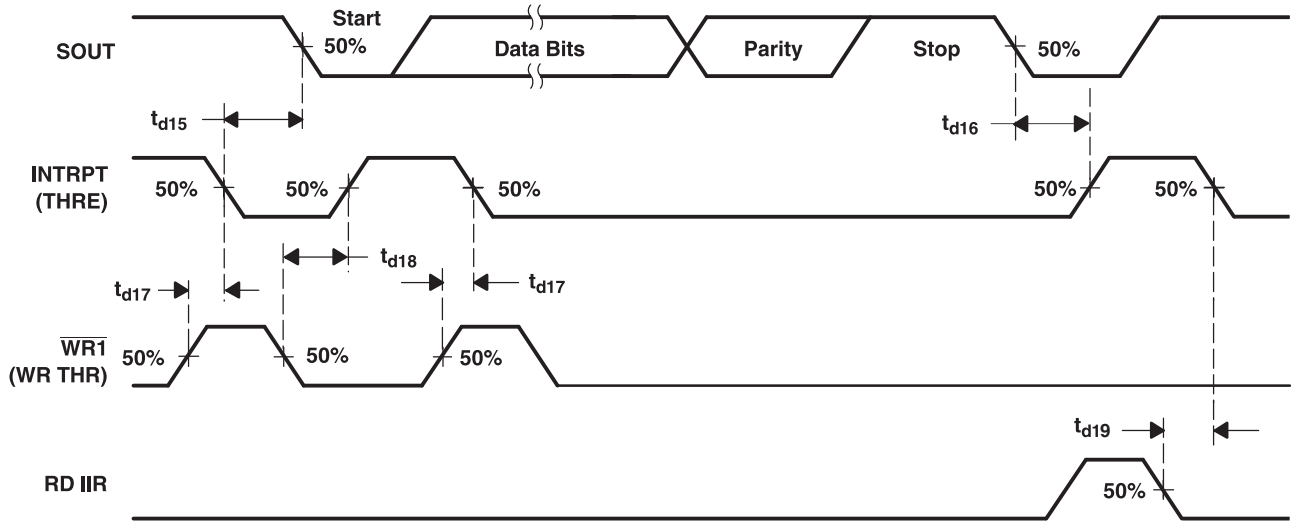 Start
SOUT
50%
Data Bits
Parity
Stop
50%
td15
td16
INTRPT
(THRE)
50%
50%
50%
50%
50%
td18
td17
td17
WR1
(WR THR)
50%
50%
50%
td19
RD IIR
50%